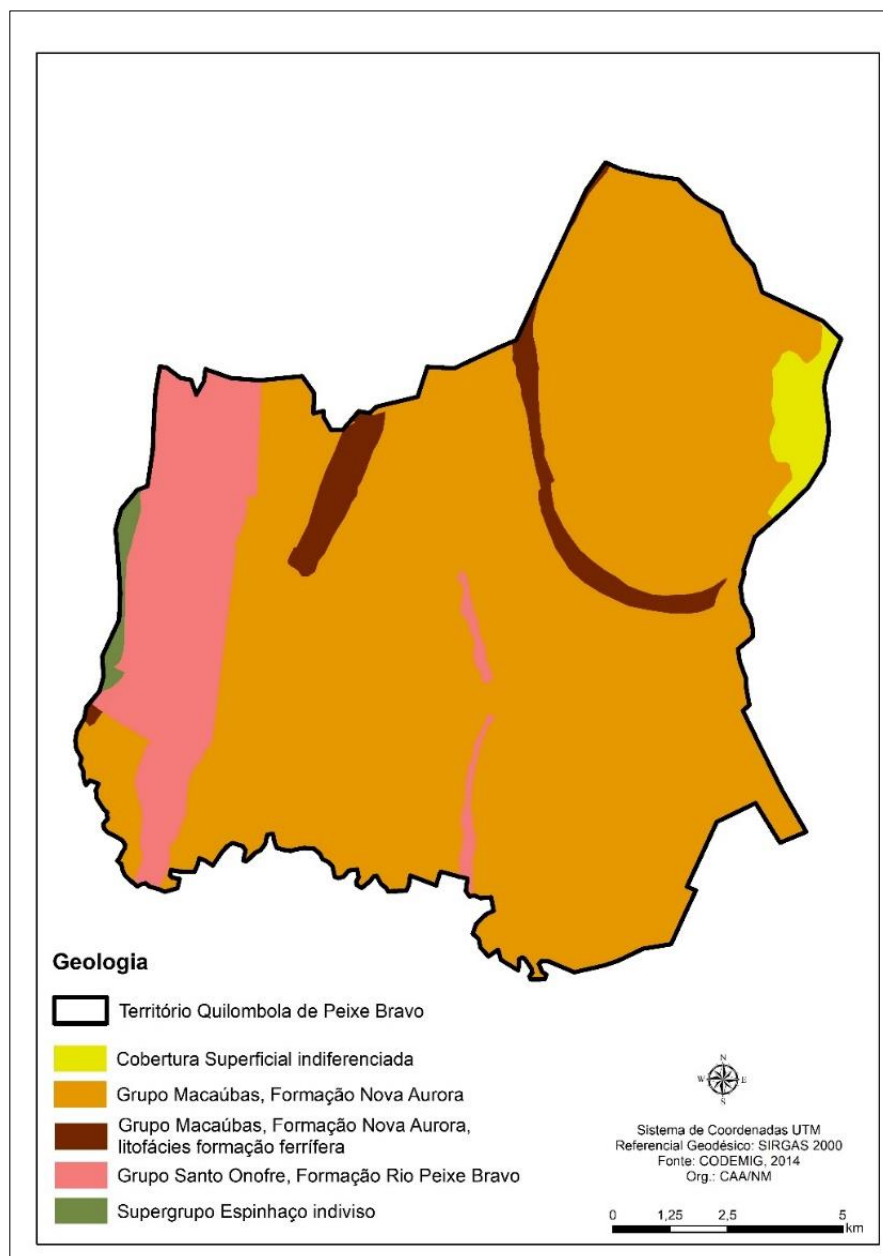 Geologia
Território Quilombola de Peixe Bravo
Cobertura Superficial indiferenciada
Grupo Macaúbas, Formação Nova Aurora
Grupo Macaúbas, Formação Nova Aurora,
litofácies formação ferrífera
Grupo Santo Onofre, Formação Rio Peixe Bravo
Supergrupo Espinhaço indiviso
N
W E
S
Sistema de Coordenadas UTM
Referencial Geodésico: SIRGAS 2000
Fonte: CODEMIG, 2014
Org.: CAA/NM
0 1,25 2,5 5
km